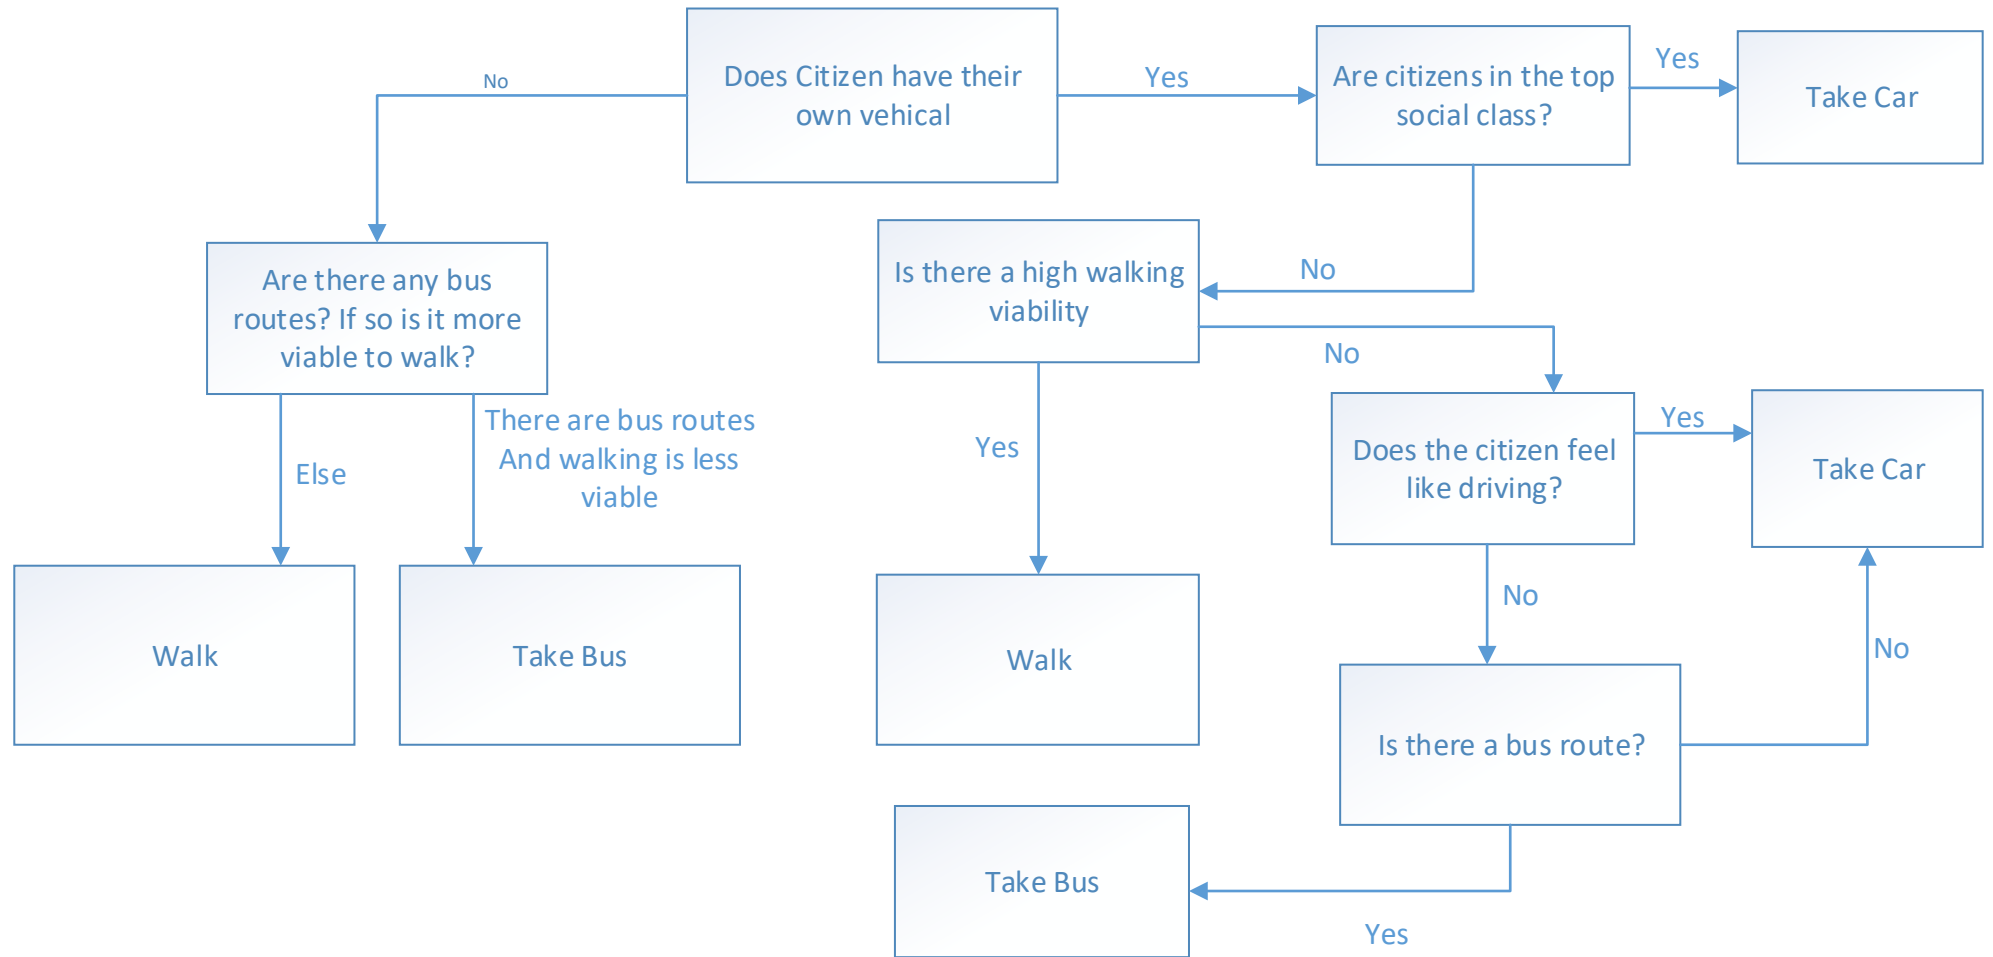 Does Citizen have their
own vehical
No
Yes
Are citizens in the top
social class?
Yes
Take Car
Are there any bus
routes? If so is it more
viable to walk?
Is there a high walking
viability
No
No
Else
There are bus routes
And walking is less
viable
Yes
Does the citizen feel
like driving?
Yes
Take Car
No
No
Walk
Take Bus
Walk
Is there a bus route?
Take Bus
Yes